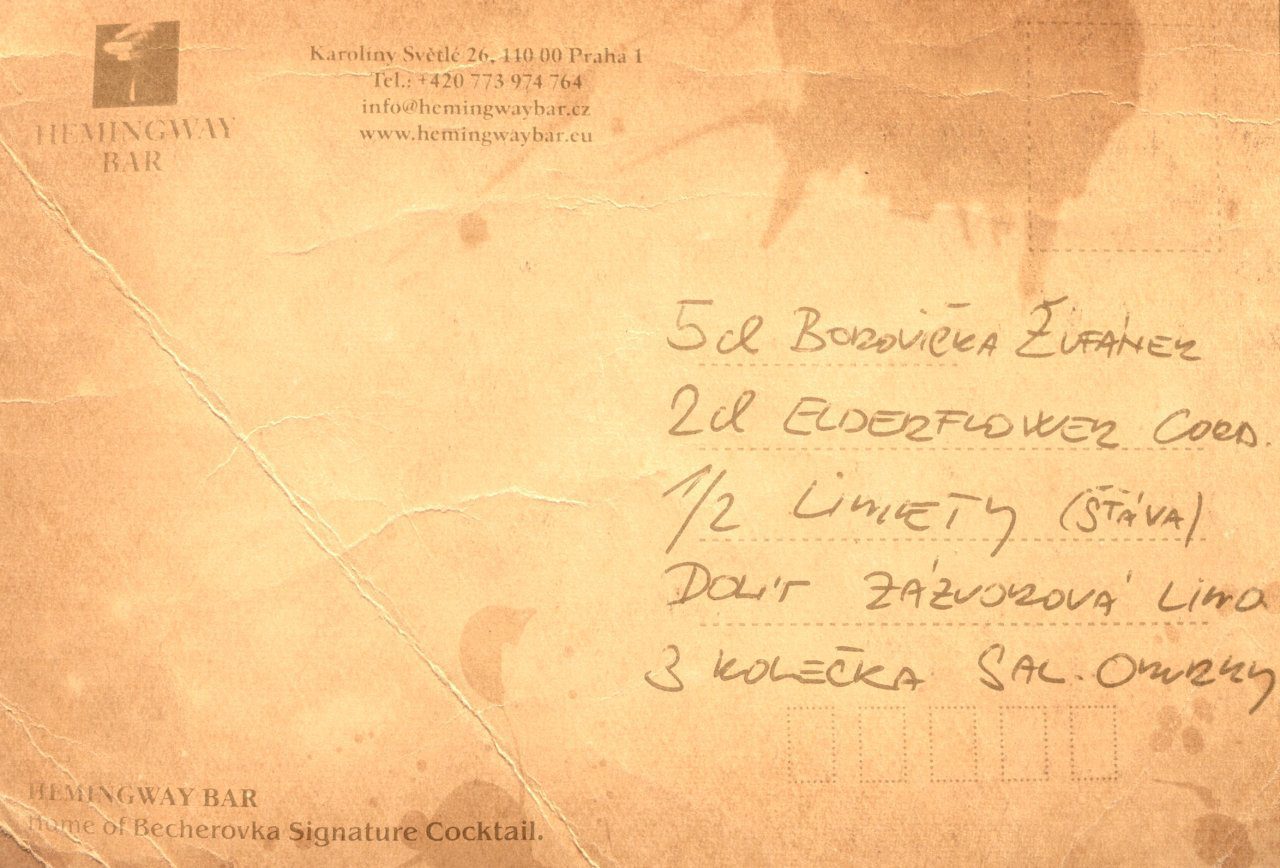 HEMINGWAY
BAR
Karoliny Světlé 26, 110 00 Praha 1
Tel.: +420 773 974 764
info@hemingwaybar.cz
www.hemingwaybar.eu
5cl BOROVIČKA ŽUFÁNEK
2cl ELDERFLOWER CORD.
1/2 LIMETY (ŠŤÁVA)
DOLÍT ZÁZVOROVÁ LIMO
3 KOLEČKA SAL. OKURKY
HEMINGWAY BAR
Home of Becherovka Signature Cocktail.